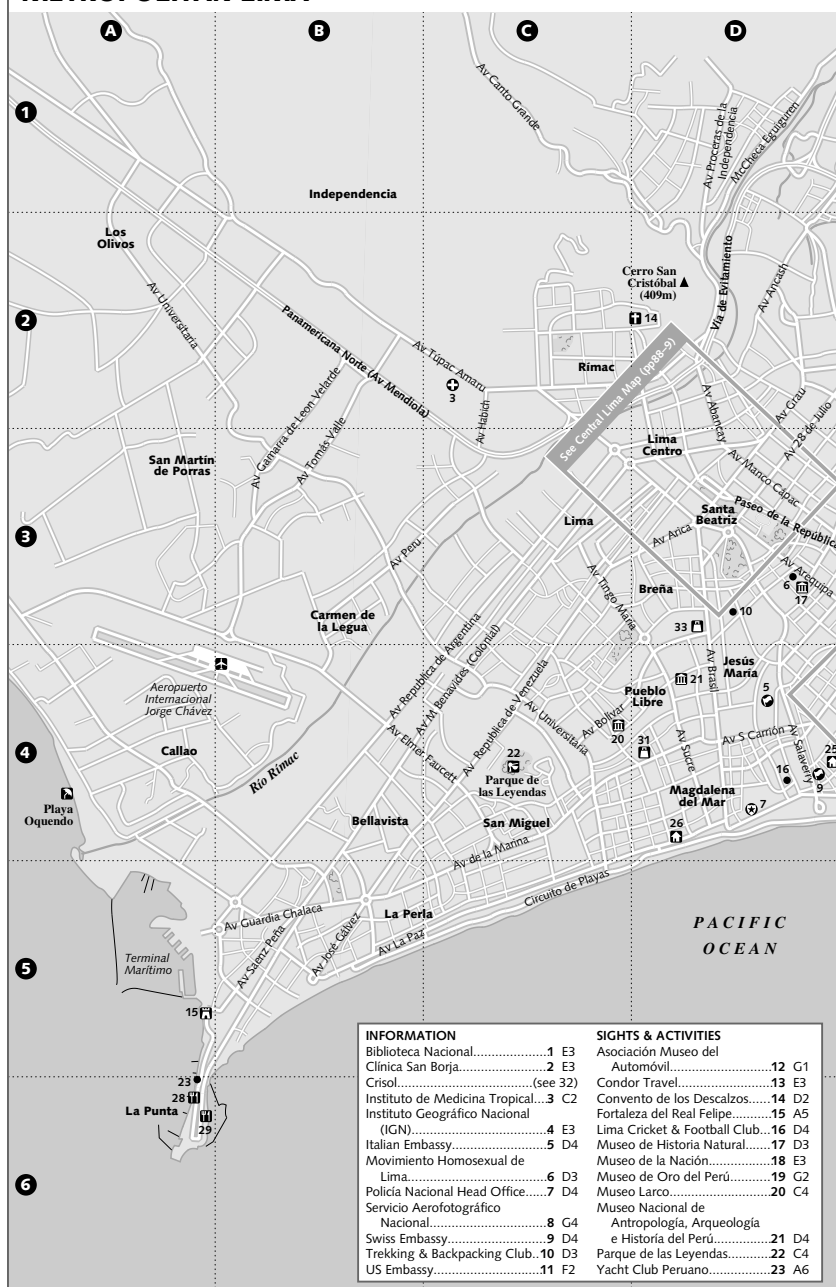 A
B
C
D
1
Av Canto Grande
Av Proceras de la
Independencia
McCheca Eguiguren
Independencia
Los
Olivos
Cerro San
Cristóbal
(409m)
Vía de Evitamiento
Av Ancash
2
Av Universitaria
14
Panamericana Norte (Av Mendiola)
Av Túpac Amaru
Rímac
See Central Lima Map (pp88–9)
3
Av Habich
Av Gamarra de Leon Velarde
Av Tomás Valle
Av Abancay
Av Grau
Av 28 de Julio
San Martín
de Porras
Lima
Centro
Av Manco Cápac
3
Lima
Santa
Beatriz
Paseo de la República
Av Perú
Av Arica
Av Tingo María
Av Arequipa
6
17
Breña
10
Carmen de
la Legua
33
Av Republica de Argentina
Av M Benavides (Colonial)
Av Republica de Venezuela
Jesús
María
Av Brasil
21
5
Aeropuerto
Internacional
Jorge Chávez
Pueblo
Libre
Av Universitaria
Av Bolívar
20
31
Av S Carrión
Av Salaverry
25
4
Callao
Río Rímac
Av Elmer Faucett
22
Parque de
las Leyendas
Av Sucre
16
9
Playa
Oquendo
Magdalena
del Mar
7
Bellavista
San Miguel
26
Av de la Marina
Circuito de Playas
La Perla
Av Guardia Chalaca
Av Saenz Peña
Av José Gálvez
Av La Paz
PACIFIC
OCEAN
5
Terminal
Marítimo
15
23
28
La Punta
29
6
INFORMATION
Biblioteca Nacional....................1 E3
Clínica San Borja......................2 E3
Crisol..............................(see 32)
Instituto de Medicina Tropical....3 C2
Instituto Geográfico Nacional
(IGN)................................4 E3
Italian Embassy........................5 D4
Movimiento Homosexual de
Lima.................................6 D3
Policía Nacional Head Office......7 D4
Servicio Aerofotográfico
Nacional............................8 G4
Swiss Embassy........................9 D4
Trekking & Backpacking Club..10 D3
US Embassy..........................11 F2
SIGHTS & ACTIVITIES
Asociación Museo del
Automóvil........................12 G1
Condor Travel......................13 E3
Convento de los Descalzos.....14 D2
Fortaleza del Real Felipe........15 A5
Lima Cricket & Football Club...16 D4
Museo de Historia Natural......17 D3
Museo de la Nación...............18 E3
Museo de Oro del Perú..........19 G2
Museo Larco........................20 C4
Museo Nacional de
Antropología, Arqueología
e Historía del Perú..............21 D4
Parque de las Leyendas..........22 C4
Yacht Club Peruano...............23 A6